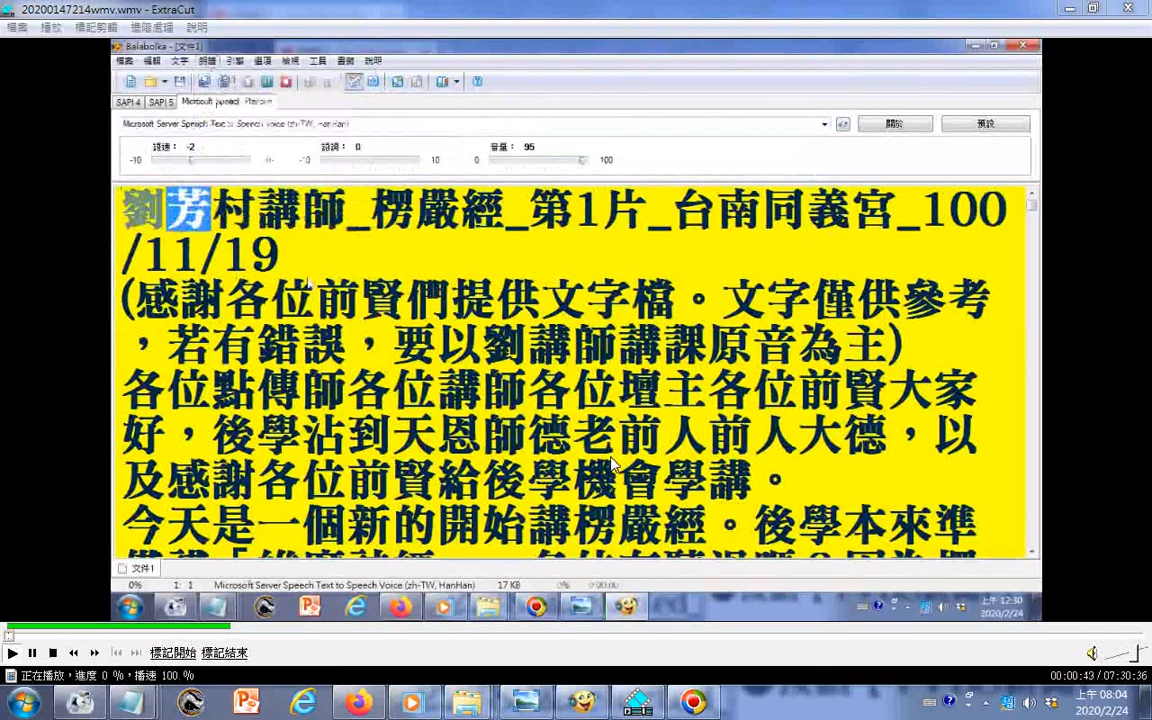 20200147214wmv.wmv - ExtraCut
檔案 播放 標記剪輯 進階處理 說明
Balabolka - [文件1]
檔案 編輯 文字 朗讀 引擎 選項 檢視 工具 書籤 說明
SAPI 4 SAPI 5 Microsoft Speech Platform
Microsoft Server Speech Text to Speech Voice (zh-TW, HanHan) 關於 預設
語速： -2 語調： 0 音量： 95
-10 10 -10 10 0 100
劉芳村講師_楞嚴經_第1片_台南同義宮_100
/11/19
(感謝各位前賢們提供文字檔。文字僅供參考
，若有錯誤，要以劉講師講課原音為主)
各位點傳師各位講師各位壇主各位前賢大家
好，後學沾到天恩師德老前人前人大德，以
及感謝各位前賢給後學機會學講。
今天是一個新的開始講楞嚴經。後學本來準
文件1
0% 1: 1 Microsoft Server Speech Text to Speech Voice (zh-TW, HanHan) 17 KB 0% 0:00:00
上午 12:30
2020/2/24
標記開始 標記結束
正在播放，進度 0 %，播速 100 %
00:00:43 / 07:30:36
上午 08:04
2020/2/24